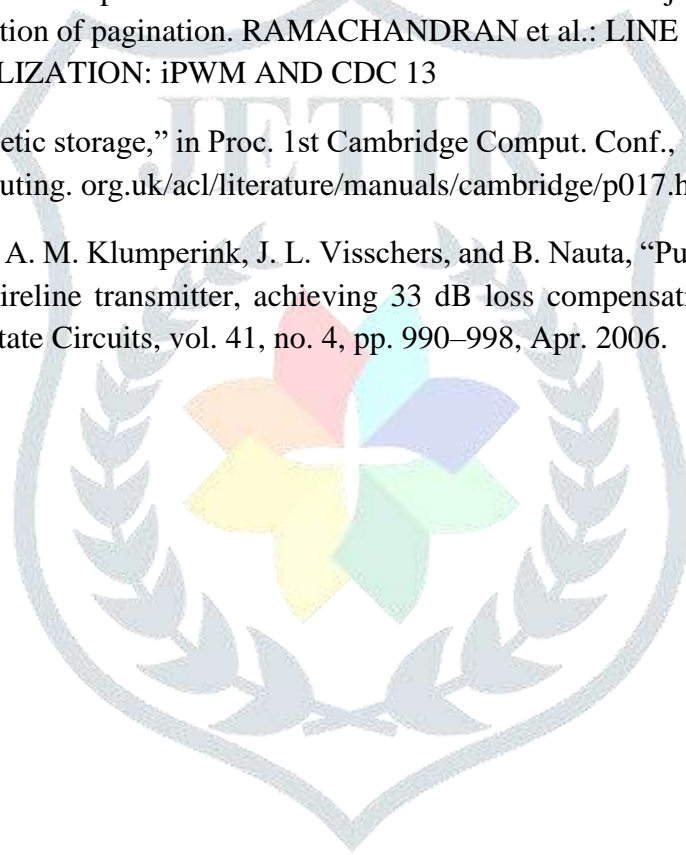 tion of pagination. RAMACHANDRAN et al.: LINE
LIZATION: iPWM AND CDC 13
JETIR
etic storage,” in Proc. 1st Cambridge Comput. Conf.,
uting. org.uk/acl/literature/manuals/cambridge/p017.h
A. M. Klumperink, J. L. Visschers, and B. Nauta, “Pu
ireline transmitter, achieving 33 dB loss compensati
tate Circuits, vol. 41, no. 4, pp. 990–998, Apr. 2006.